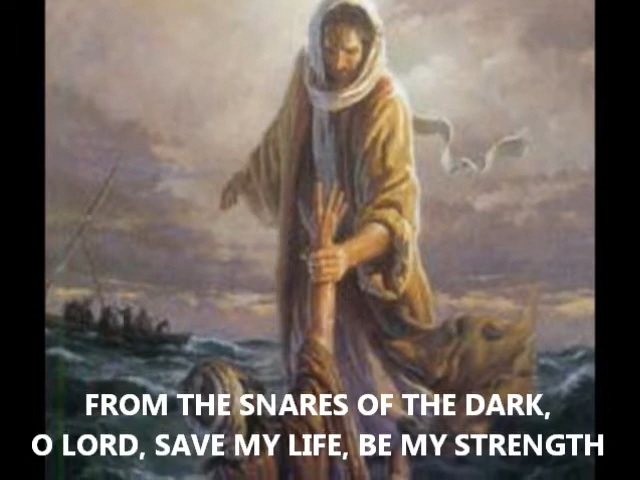 FROM THE SNARES OF THE DARK,
O LORD, SAVE MY LIFE, BE MY STRENGTH